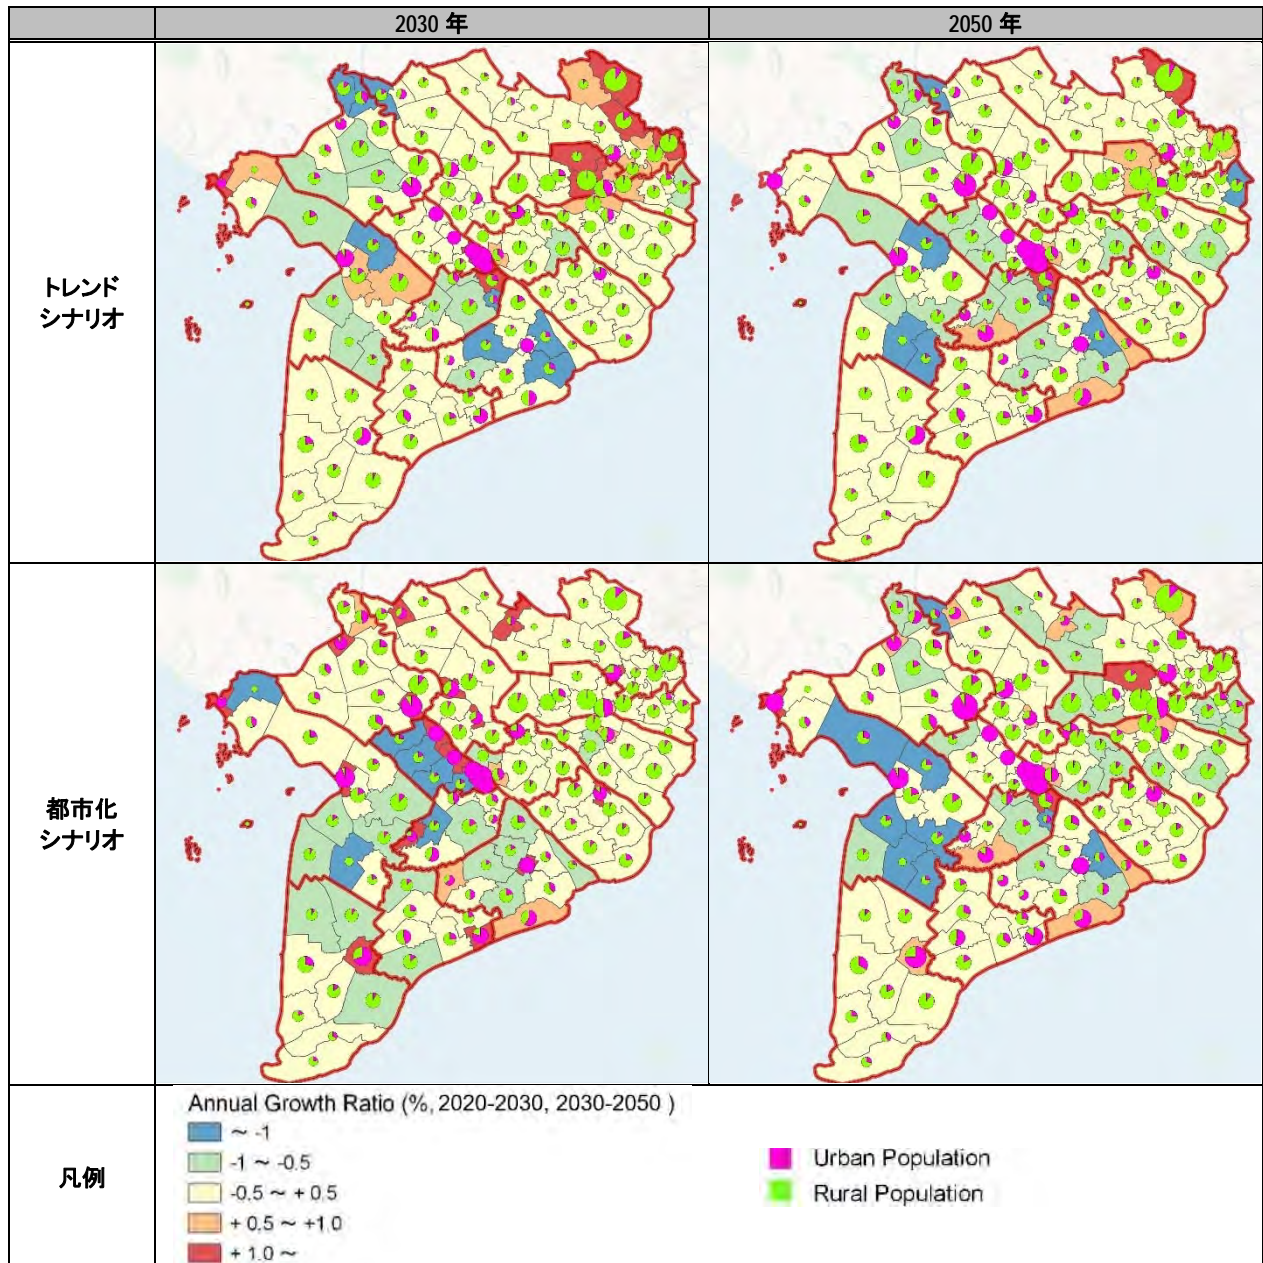 2030 年
2050 年
トレンド
シナリオ
都市化
シナリオ
凡例
Annual Growth Ratio (%, 2020-2030, 2030-2050 )
～ -1
-1 ～ -0.5
-0.5 ～ + 0.5
+ 0.5 ～ +1.0
+ 1.0 ～
Urban Population
Rural Population